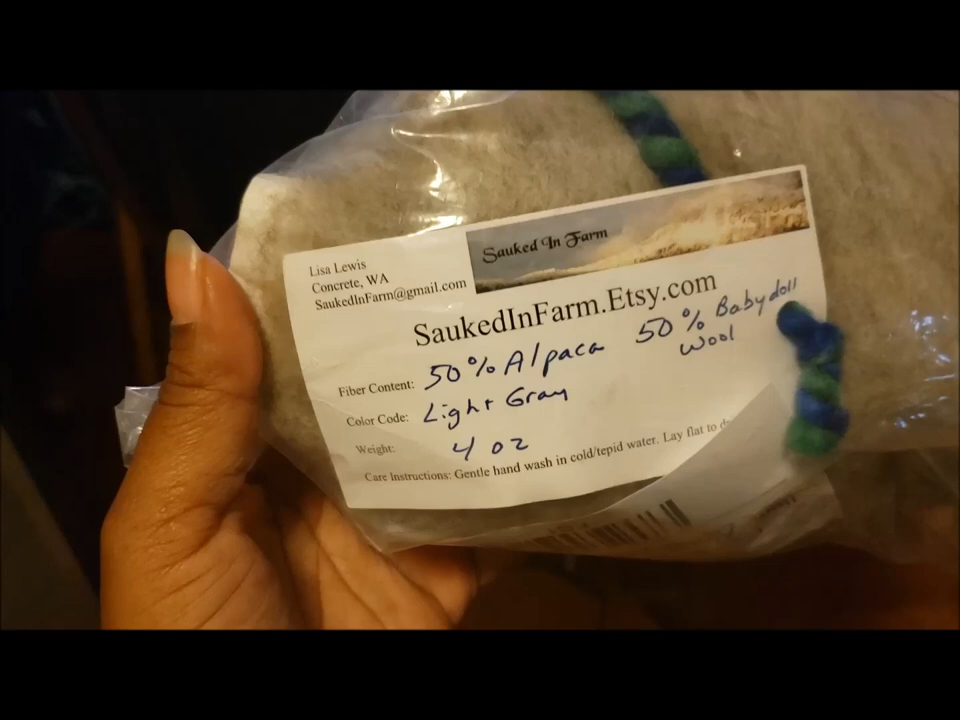 Lisa Lewis
Concrete, WA
SaukedInFarm@gmail.com
Sauked In Farm
SaukedInFarm.Etsy.com
Fiber Content: 50% Alpaca 50% Babydoll
Wool
Color Code: Light Gray
Weight: 4 oz
Care Instructions: Gentle hand wash in cold/tepid water. Lay flat to